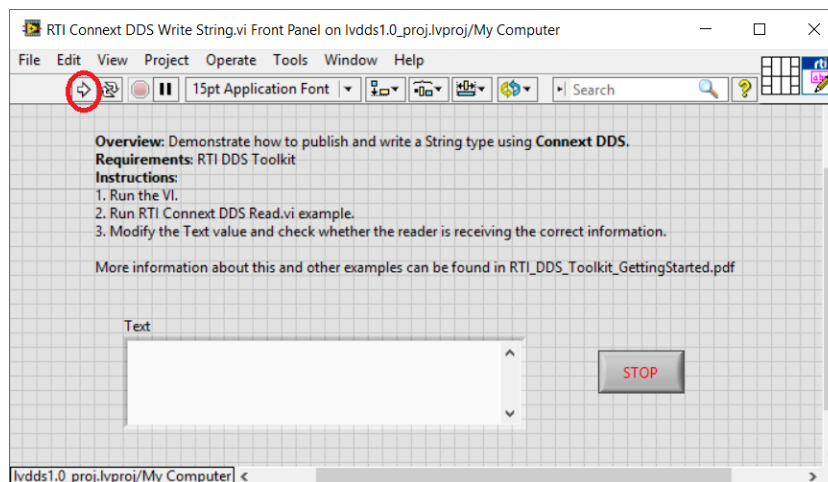 RTI Connext DDS Write String.vi Front Panel on lvdds1.0_proj.lvproj/My Computer
File Edit View Project Operate Tools Window Help
15pt Application Font
Search
?
rti
Overview: Demonstrate how to publish and write a String type using Connext DDS.
Requirements: RTI DDS Toolkit
Instructions:
1. Run the VI.
2. Run RTI Connext DDS Read.vi example.
3. Modify the Text value and check whether the reader is receiving the correct information.
More information about this and other examples can be found in RTI_DDS_Toolkit_GettingStarted.pdf
Text
STOP
lvdds1.0_proj.lvproj/My Computer